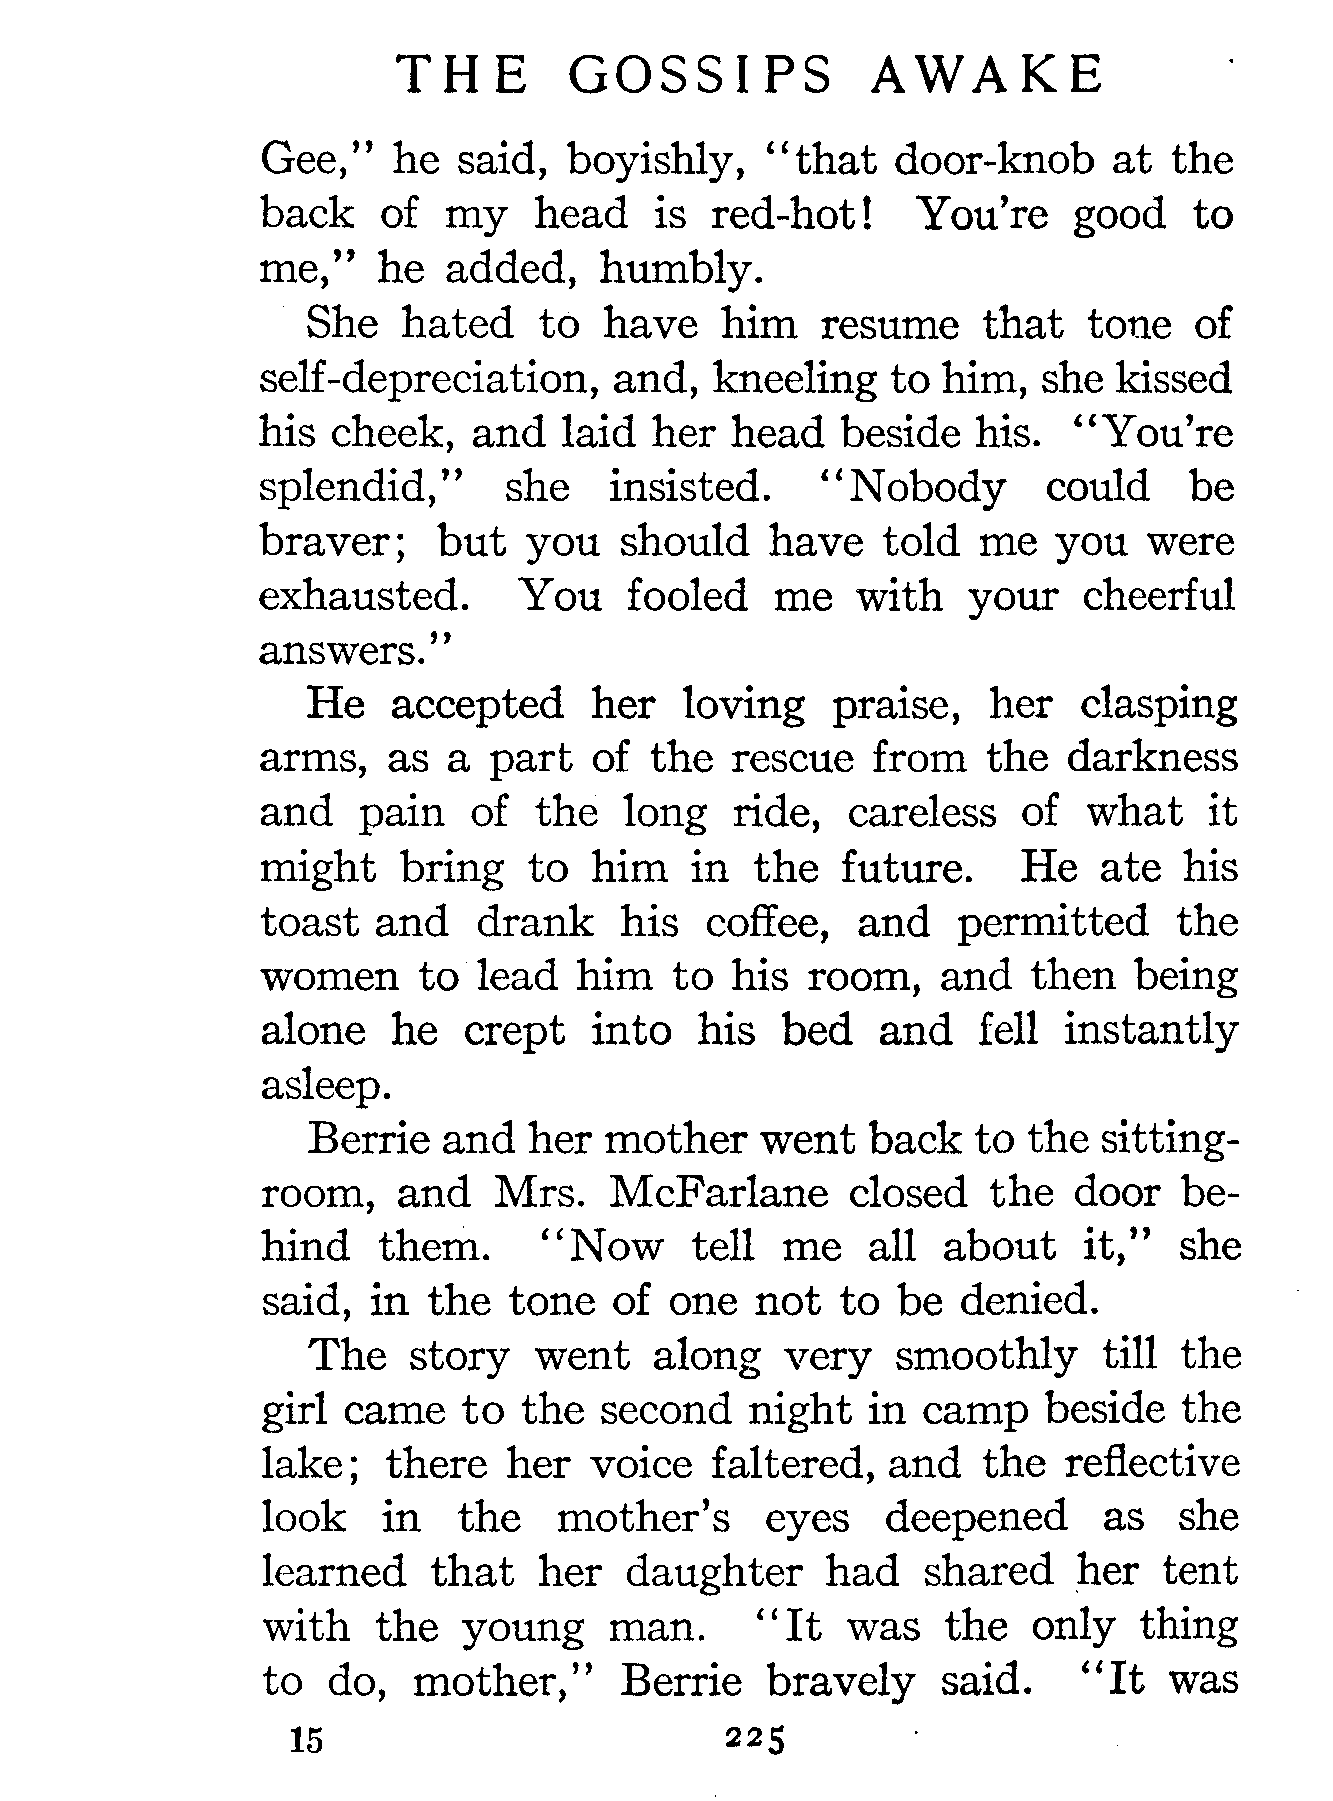 THE GOSSIPS AWAKE
Gee," he said, boyishly, "that door-knob at the
back of my head is red-hot! You're good to
me," he added, humbly.
She hated to have him resume that tone of
self-depreciation, and, kneeling to him, she kissed
his cheek, and laid her head beside his. "You're
splendid," she insisted. "Nobody could be
braver; but you should have told me you were
exhausted. You fooled me with your cheerful
answers."
He accepted her loving praise, her clasping
arms, as a part of the rescue from the darkness
and pain of the long ride, careless of what it
might bring to him in the future. He ate his
toast and drank his coffee, and permitted the
women to lead him to his room, and then being
alone he crept into his bed and fell instantly
asleep.
Berrie and her mother went back to the sitting-
room, and Mrs. McFarlane closed the door be-
hind them. "Now tell me all about it," she
said, in the tone of one not to be denied.
The story went along very smoothly till the
girl came to the second night in camp beside the
lake; there her voice faltered, and the reflective
look in the mother's eyes deepened as she
learned that her daughter had shared her tent
with the young man. "It was the only thing
to do, mother," Berrie bravely said. "It was
15 225